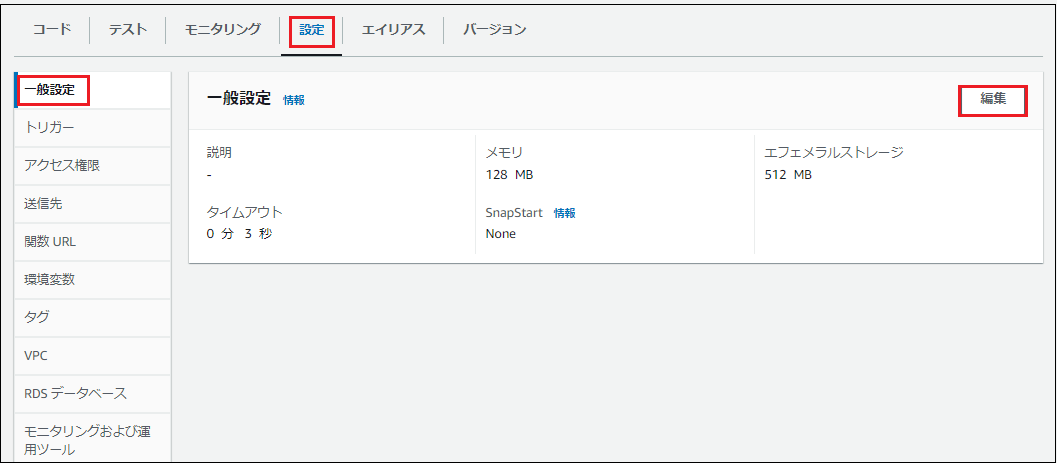 コード テスト モニタリング 設定 エイリアス バージョン
一般設定
トリガー
アクセス権限
送信先
関数 URL
環境変数
タグ
VPC
RDS データベース
モニタリングおよび運
用ツール
一般設定 情報 編集
説明 メモリ エフェメラルストレージ
- 128 MB 512 MB
タイムアウト SnapStart 情報
0 分 3 秒 None